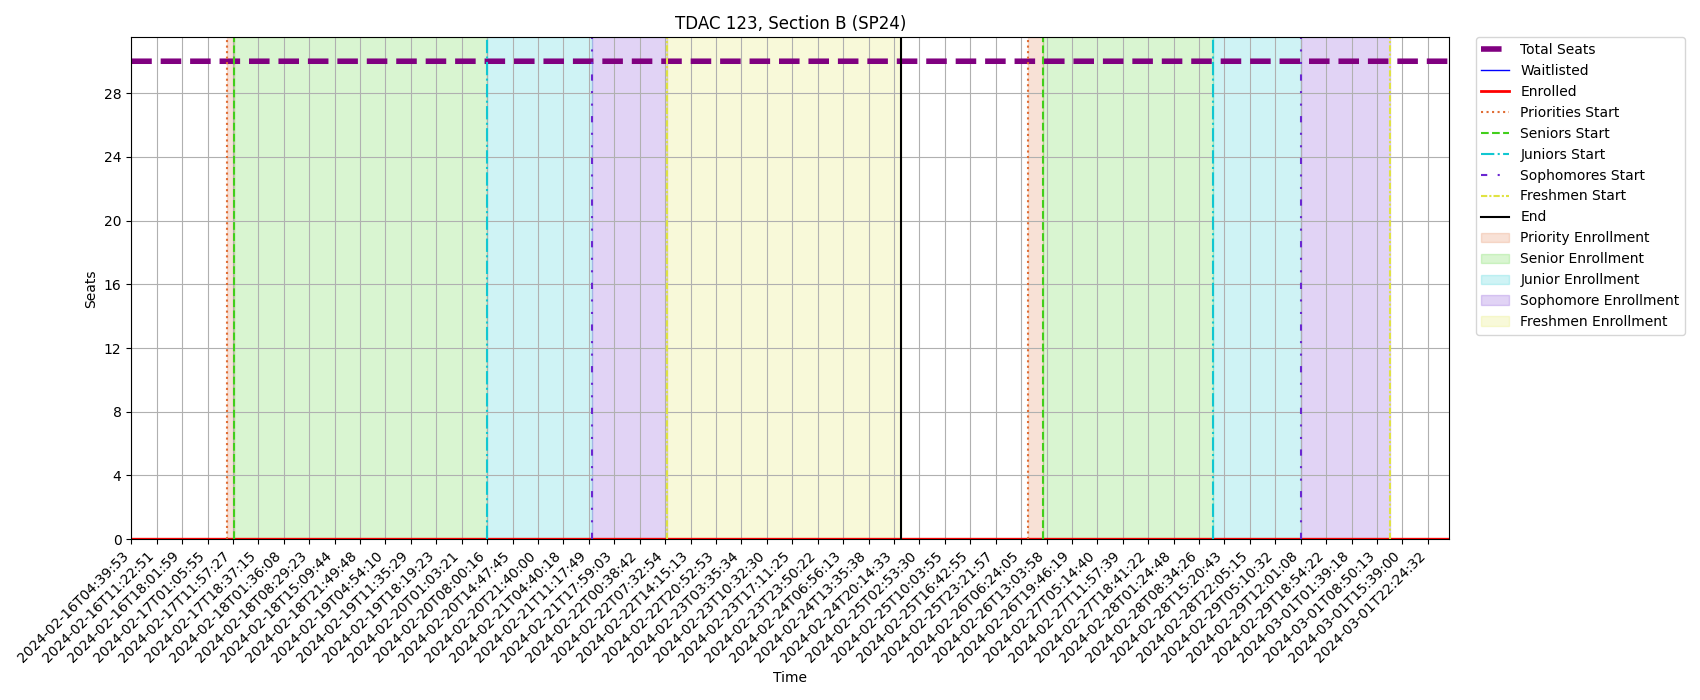 TDAC 123, Section B (SP24)
Total Seats
Waitlisted
Enrolled
Priorities Start
Seniors Start
Juniors Start
Sophomores Start
Freshmen Start
End
Priority Enrollment
Senior Enrollment
Junior Enrollment
Sophomore Enrollment
Freshmen Enrollment
Seats
28
24
20
16
12
8
4
0
2024-02-16T04:39:53
2024-02-16T11:22:51
2024-02-16T18:01:59
2024-02-17T01:05:55
2024-02-17T11:57:27
2024-02-17T18:37:15
2024-02-18T01:36:08
2024-02-18T08:29:23
2024-02-18T15:09:44
2024-02-18T21:49:48
2024-02-19T04:54:10
2024-02-19T11:35:29
2024-02-19T18:19:23
2024-02-20T01:03:21
2024-02-20T08:00:16
2024-02-20T14:47:45
2024-02-20T21:40:00
2024-02-21T04:40:18
2024-02-21T11:17:49
2024-02-21T17:59:03
2024-02-22T00:38:42
2024-02-22T07:32:54
2024-02-22T14:15:13
2024-02-22T20:52:53
2024-02-23T03:35:34
2024-02-23T10:32:30
2024-02-23T17:11:25
2024-02-23T23:50:22
2024-02-24T06:56:13
2024-02-24T13:35:38
2024-02-24T20:14:33
2024-02-25T02:53:30
2024-02-25T10:03:55
2024-02-25T16:42:55
2024-02-25T23:21:57
2024-02-26T06:24:05
2024-02-26T13:03:58
2024-02-26T19:46:19
2024-02-27T05:14:40
2024-02-27T11:57:39
2024-02-27T18:41:22
2024-02-28T01:24:48
2024-02-28T08:34:26
2024-02-28T15:20:43
2024-02-28T22:05:15
2024-02-29T05:10:32
2024-02-29T12:01:08
2024-02-29T18:54:22
2024-03-01T01:39:18
2024-03-01T08:50:13
2024-03-01T15:39:00
2024-03-01T22:24:32
Time